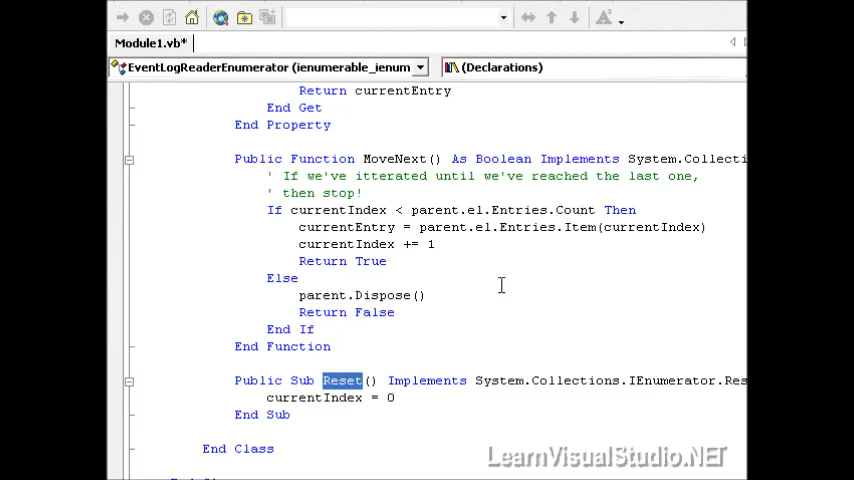 Module1.vb*
EventLogReaderEnumerator (ienumerable_ienum
(Declarations)
Return currentEntry
End Get
End Property
Public Function MoveNext() As Boolean Implements System.Collecti
' If we've itterated until we've reached the last one,
' then stop!
If currentIndex < parent.el.Entries.Count Then
currentEntry = parent.el.Entries.Item(currentIndex)
currentIndex += 1
Return True
Else
parent.Dispose()
Return False
End If
End Function
Public Sub Reset() Implements System.Collections.IEnumerator.Res
currentIndex = 0
End Sub
End Class
LearnVisualStudio.NET